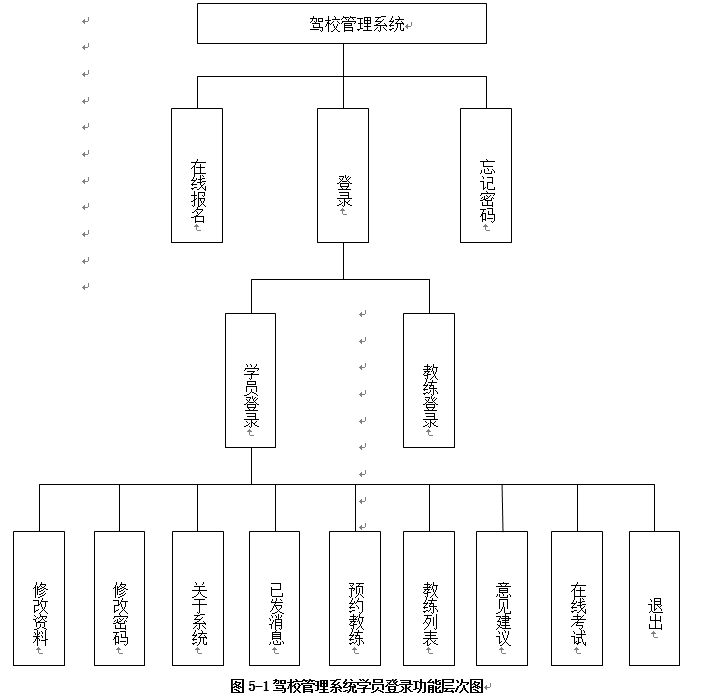 驾校管理系统
在线报名
登录
忘记密码
学员登录
教练登录
修改资料
修改密码
关于系统
已发消息
预约教练
教练列表
意见建议
在线考试
退出
图 5-1 驾校管理系统学员登录功能层次图